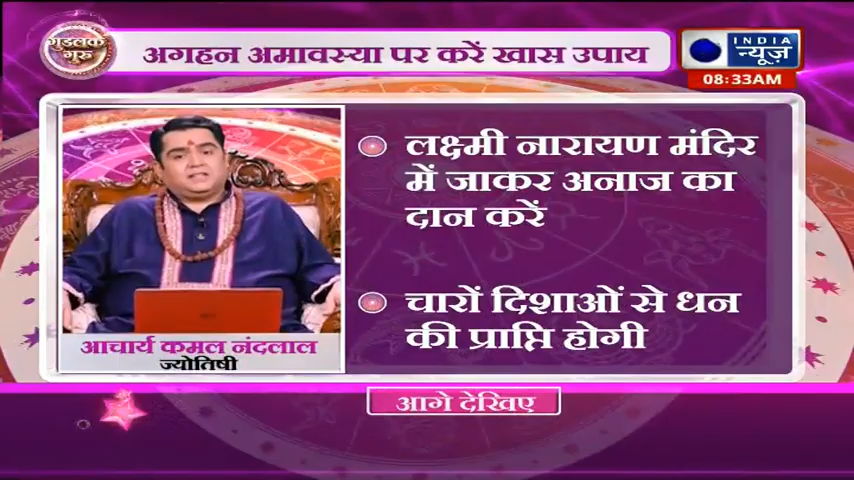 गुडलक
गुरु
अगहन अमावस्या पर करें खास उपाय
INDIA
न्यूज़
08:33AM
लक्ष्मी नारायण मंदिर
में जाकर अनाज का
दान करें
चारों दिशाओं से धन
की प्राप्ति होगी
आचार्य कमल नंदलाल
ज्योतिषी
आगे देखिए